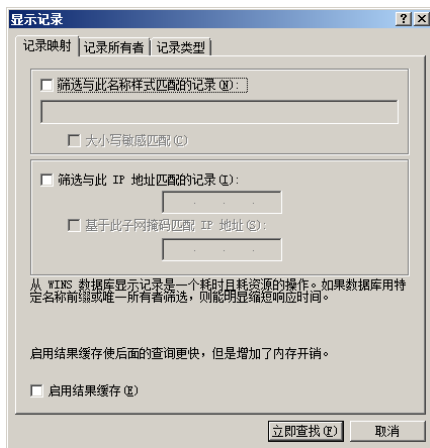 显示记录
记录映射 记录所有者 记录类型
筛选与此名称样式匹配的记录(N):
大小写敏感匹配(C)
筛选与此 IP 地址匹配的记录(I):
基于此子网掩码匹配 IP 地址(S):
从 WINS 数据库显示记录是一个耗时且耗资源的操作。如果数据库用特
定名称前缀或唯一所有者筛选，则能明显缩短响应时间。
启用结果缓存使后面的查询更快，但是增加了内存开销。
启用结果缓存(E)
立即查找(F) 取消